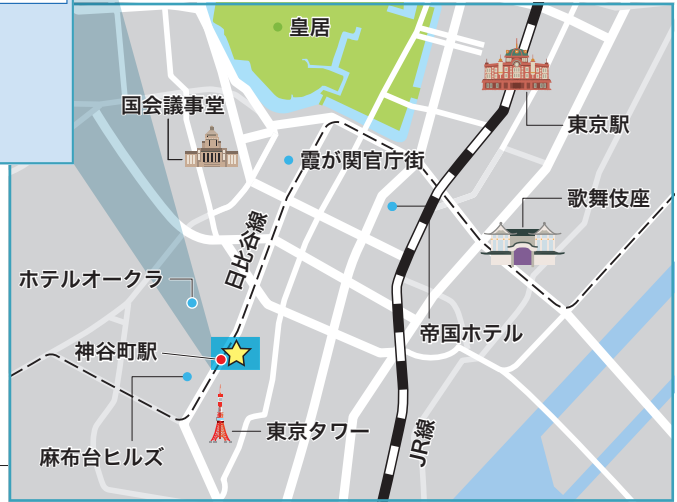 皇居
国会議事堂
東京駅
霞が関官庁街
歌舞伎座
日比谷線
ホテルオークラ
帝国ホテル
神谷町駅
東京タワー
JR線
麻布台ヒルズ